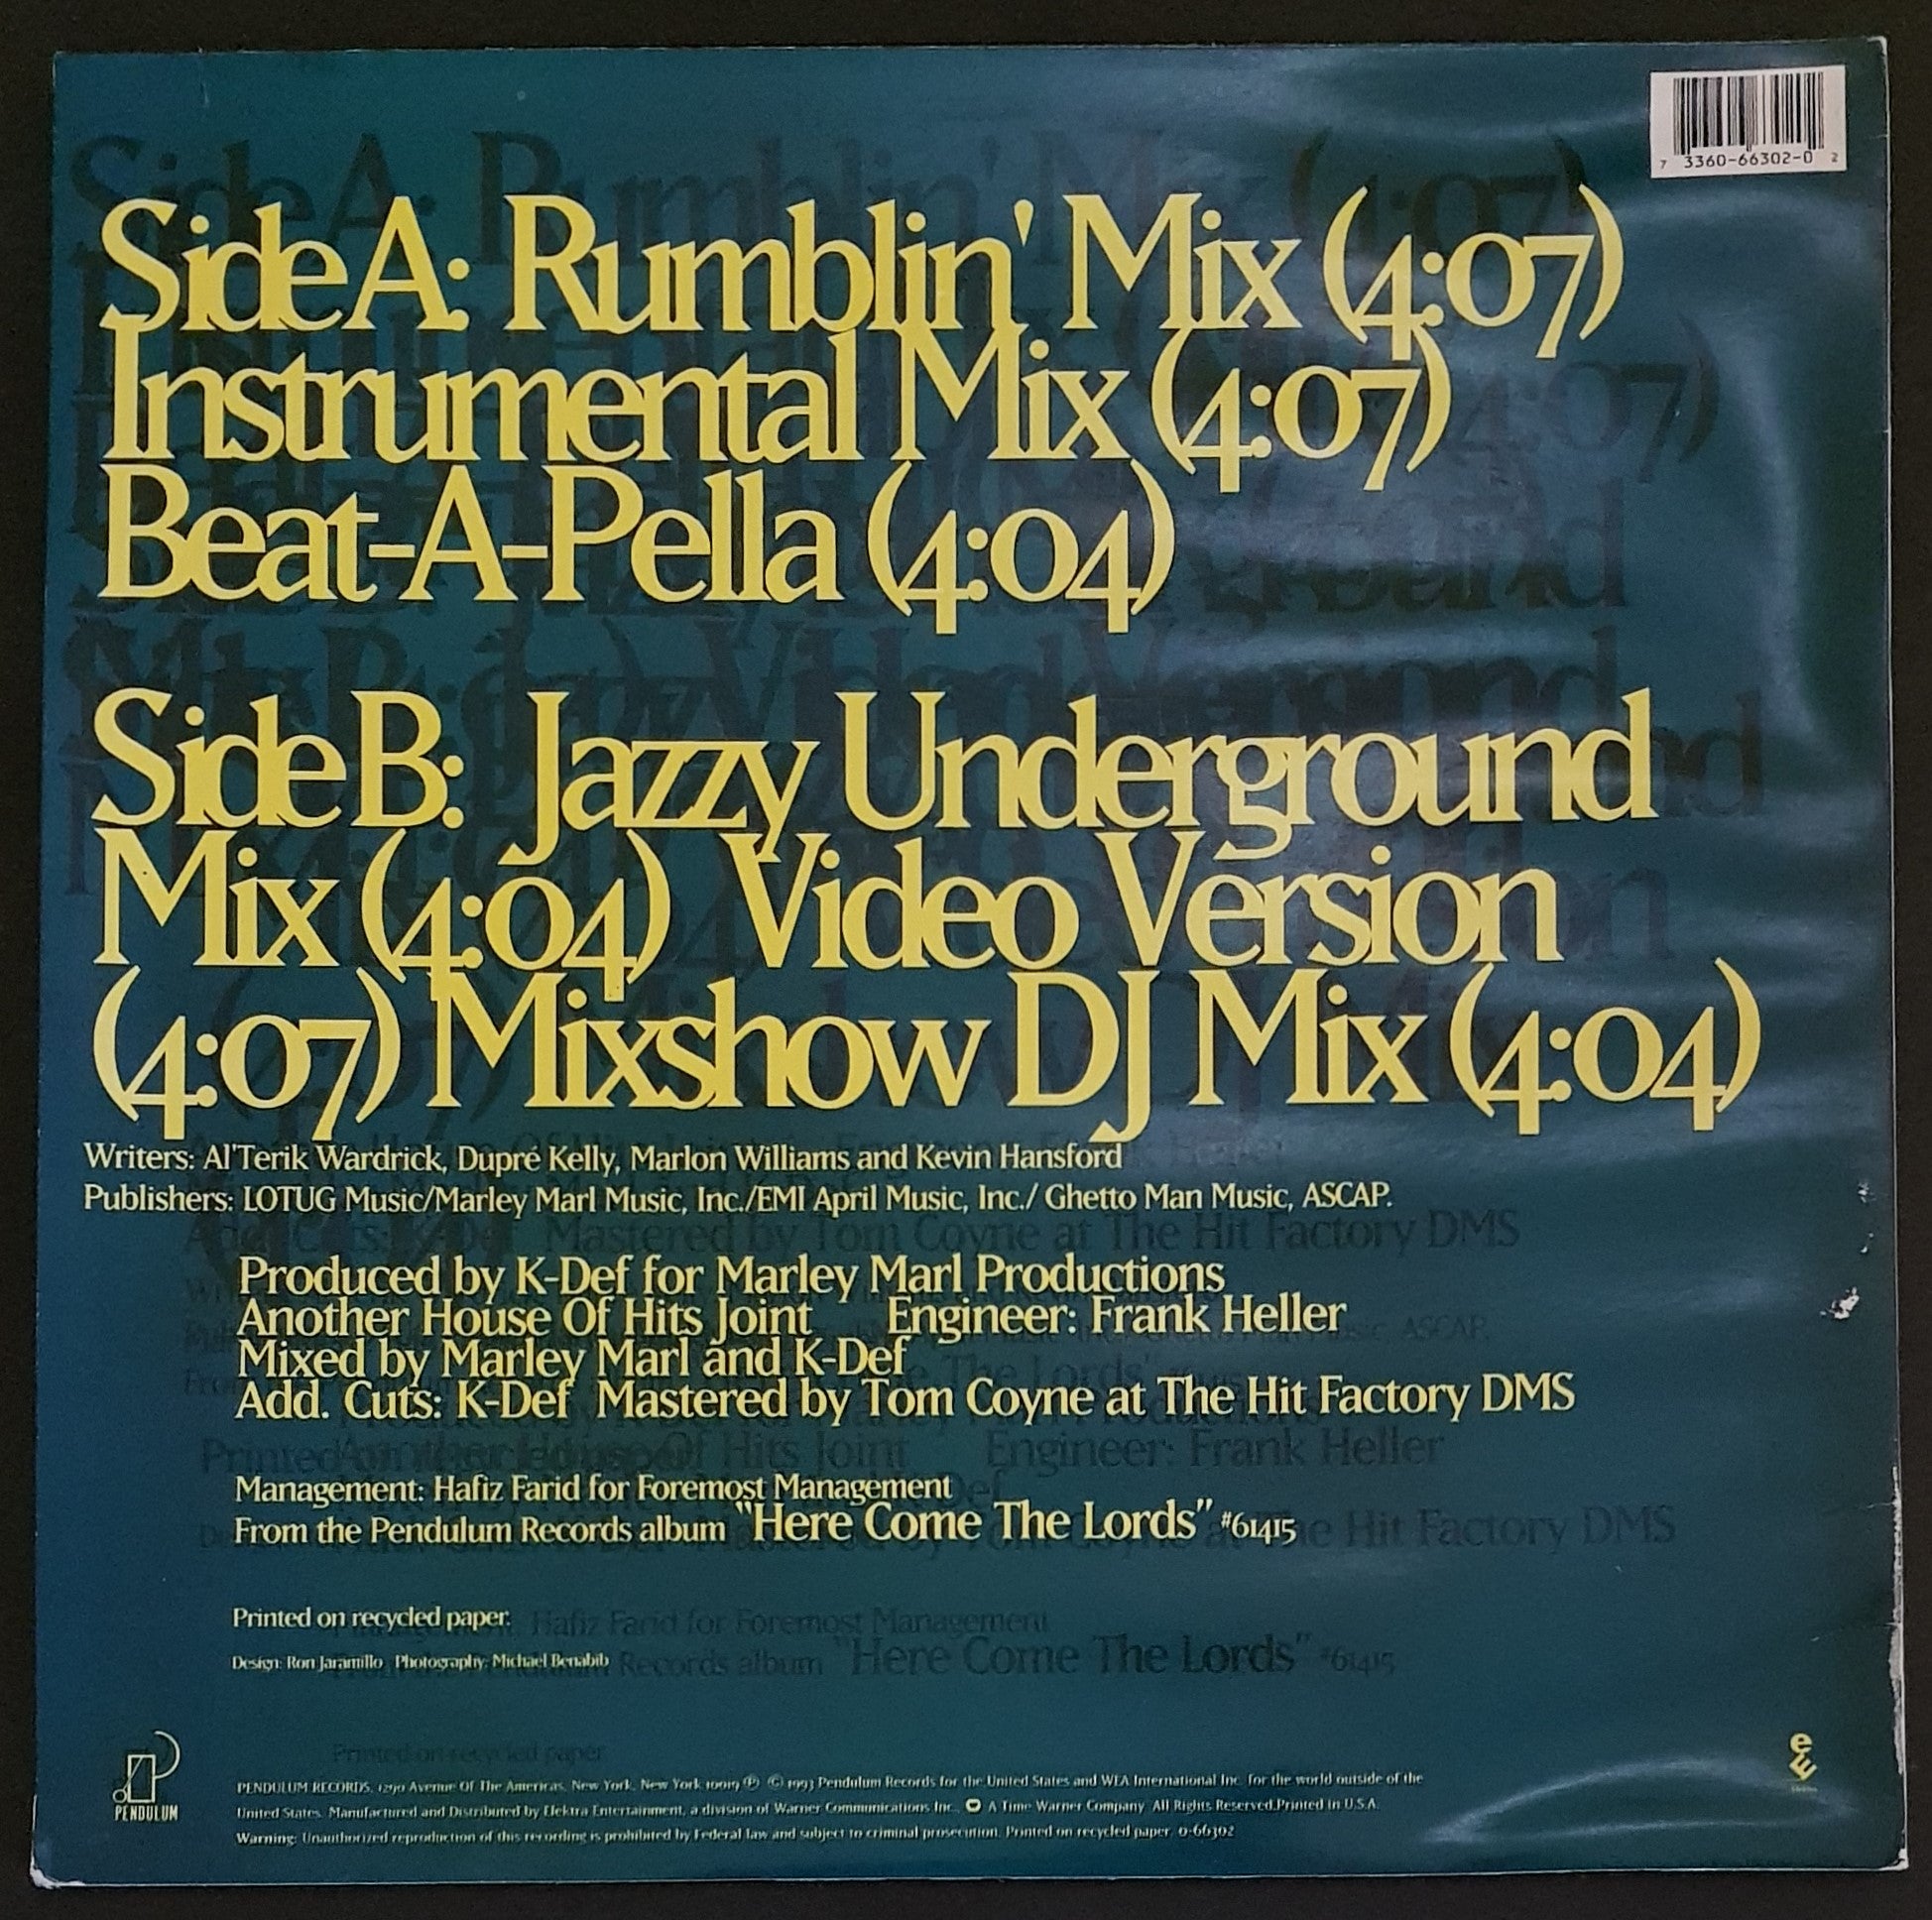 7 3360-66302-0 2
Side A: Rumblin' Mix (4:07)
Instrumental Mix (4:07)
Beat-A-Pella (4:04)
Side B: Jazzy Underground
Mix (4:04) Video Version
(4:07) Mixshow DJ Mix (4:04)
Writers: Al'Terik Wardrick, Dupré Kelly, Marlon Williams and Kevin Hansford
Publishers: LOTUG Music/Marley Marl Music, Inc./EMI April Music, Inc./ Ghetto Man Music, ASCAP.
Produced by K-Def for Marley Marl Productions
Another House Of Hits Joint Engineer: Frank Heller
Mixed by Marley Marl and K-Def
Add. Cuts: K-Def Mastered by Tom Coyne at The Hit Factory DMS
Management: Hafiz Farid for Foremost Management
From the Pendulum Records album "Here Come The Lords" #61415
Printed on recycled paper.
Design: Ron Jaramillo Photography: Michael Benabib
PENDULUM
PENDULUM RECORDS, 1290 Avenue Of The Americas, New York, New York 10019 ℗ © 1993 Pendulum Records for the United States and WEA International Inc. for the world outside of the
United States. Manufactured and Distributed by Elektra Entertainment, a division of Warner Communications Inc., A Time Warner Company All Rights Reserved.Printed in U.S.A.
Warning: Unauthorized reproduction of this recording is prohibited by Federal law and subject to criminal prosecution. Printed on recycled paper. 0-66302